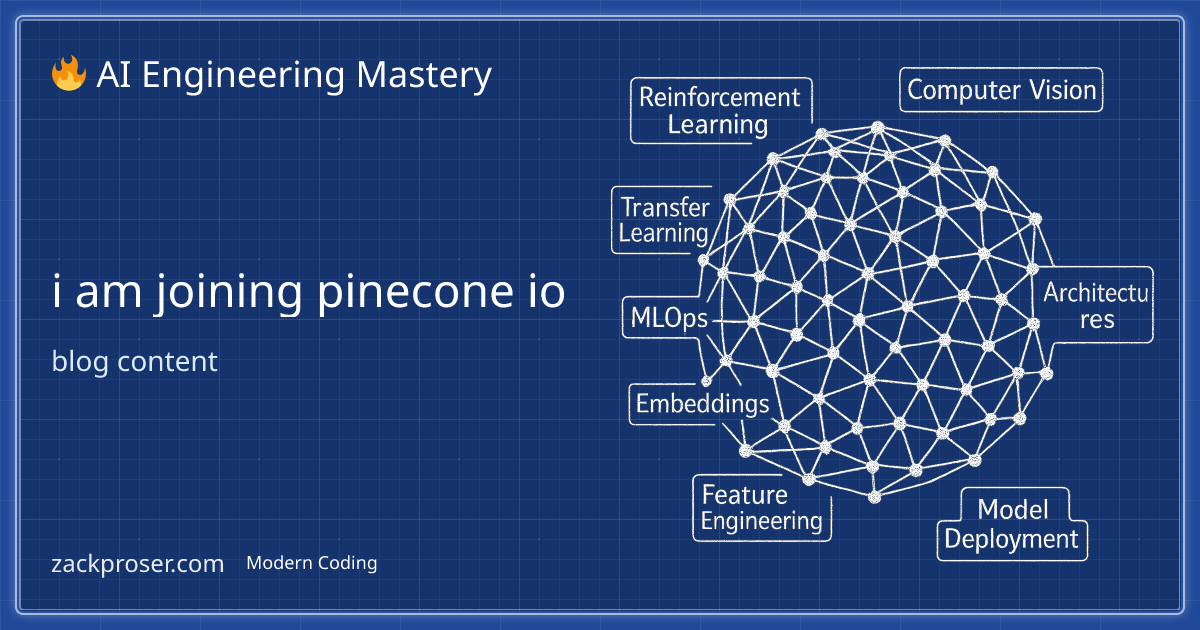 🔥 AI Engineering Mastery
i am joining pinecone io
blog content
zackproser.com
Modern Coding
Reinforcement
Learning
Computer Vision
Transfer
Learning
MLOps
Architectu
res
Embeddings
Feature
Engineering
Model
Deployment